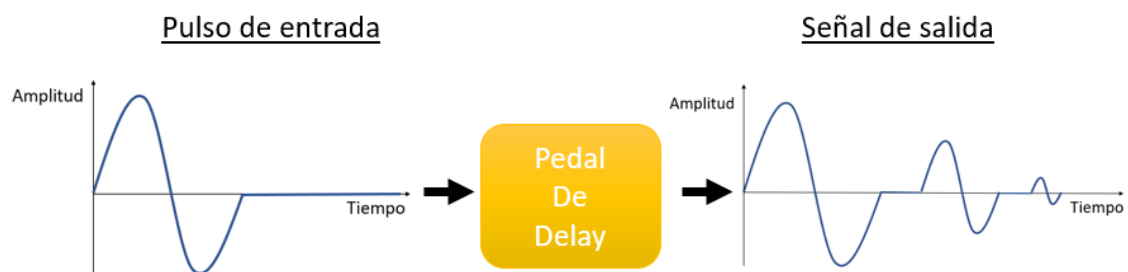 Pulso de entrada
Señal de salida
Amplitud
Tiempo
Pedal
De
Delay
Amplitud
Tiempo